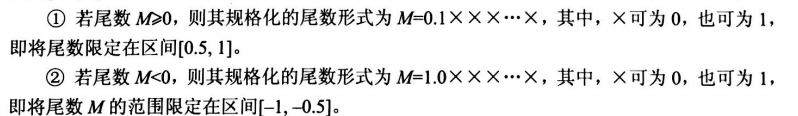 ① 若尾数 M≥0，则其规格化的尾数形式为 M=0.1×××…×，其中，×可为 0，也可为 1，
即将尾数限定在区间[0.5, 1]。
② 若尾数 M<0，则其规格化的尾数形式为 M=1.0×××…×，其中，×可为 0，也可为 1，
即将尾数 M 的范围限定在区间[−1, −0.5]。